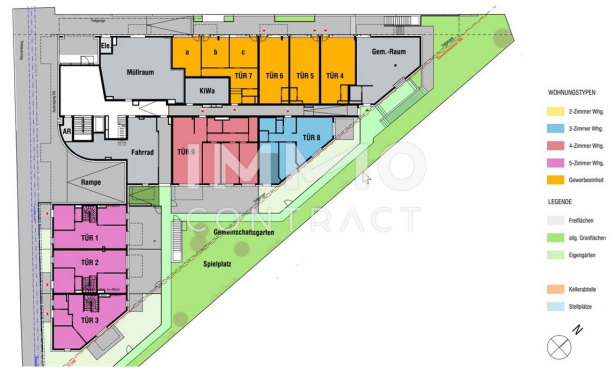 Ele.
Müllraum
a
b
c
TÜR 7
TÜR 6
TÜR 5
TÜR 4
Gem.-Raum
KiWa
AR
Fahrrad
TÜR 9
TÜR 8
Rampe
IMMO
CONTRACT
Gemeinschaftsgarten
Spielplatz
TÜR 1
TÜR 2
TÜR 3
WOHNUNGSTYPEN
2-Zimmer Whg.
3-Zimmer Whg.
4-Zimmer Whg.
5-Zimmer Whg.
Gewerbeeinheit
LEGENDE
Freiflächen
allg. Grünflächen
Eigengärten
Kellerabteile
Stellplätze
N